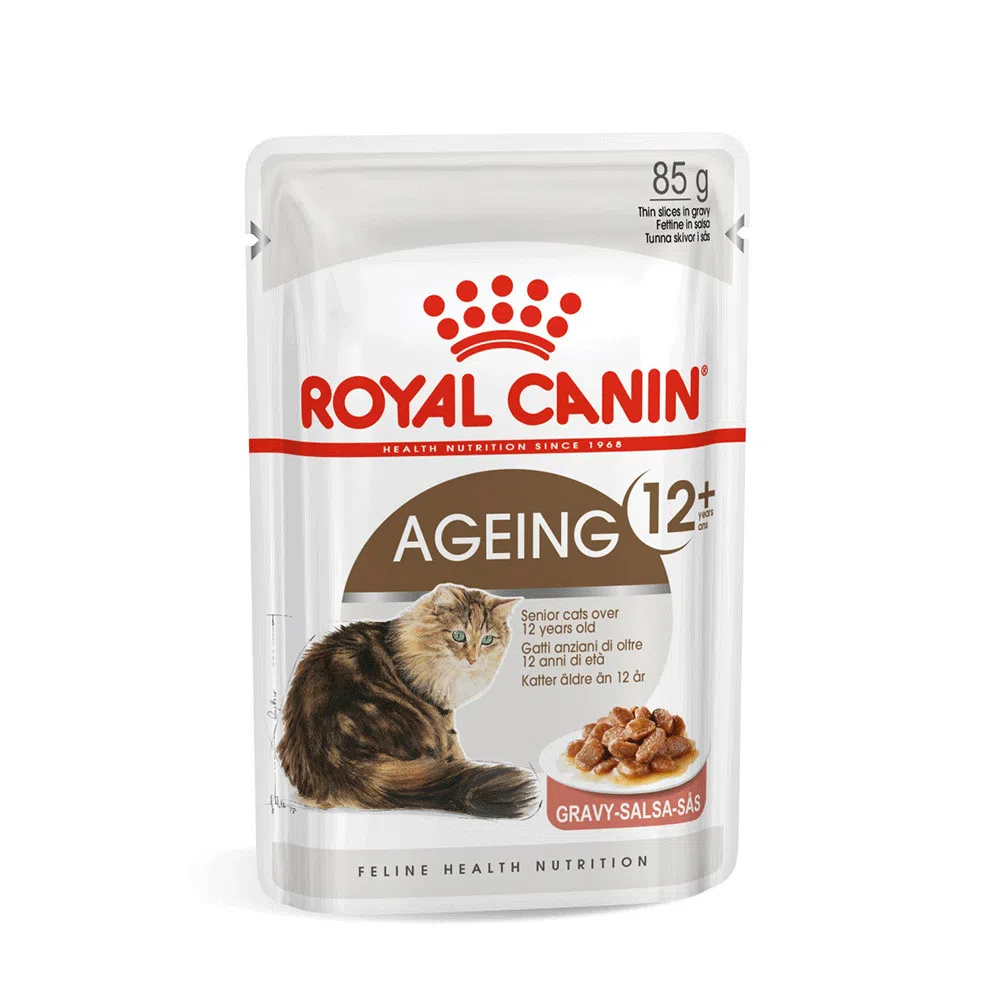 85 g
Thin slices in gravy
Fettine in salsa
Tunna skivor i sås
ROYAL CANIN®
HEALTH NUTRITION SINCE 1968
AGEING
12+
years
ans
Senior cats over
12 years old
Gatti anziani di oltre
12 anni di età
Katter äldre än 12 år
GRAVY-SALSA-SÅS
FELINE HEALTH NUTRITION